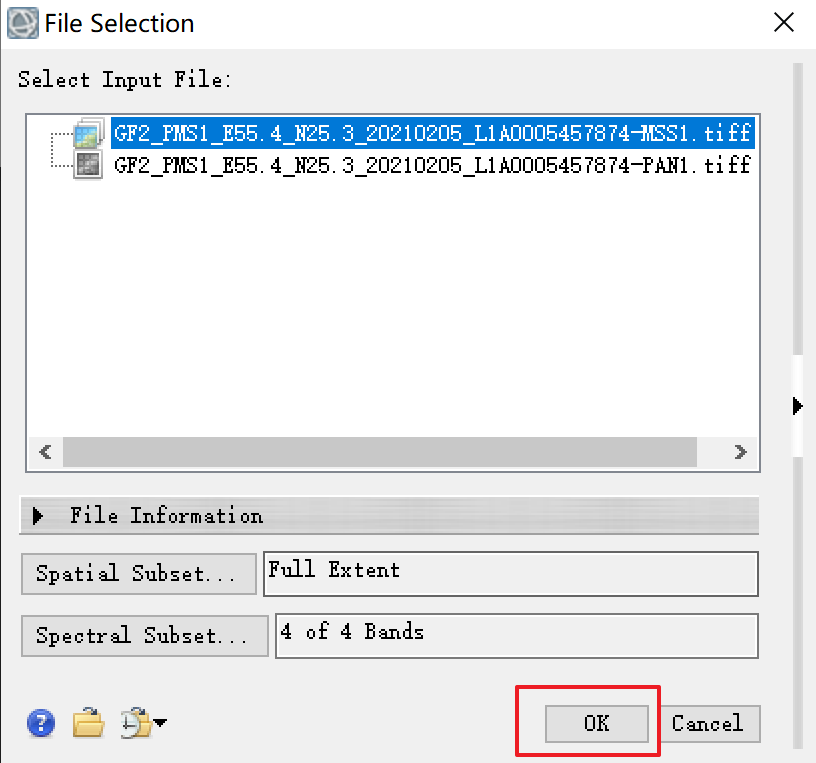 File Selection
Select Input File:
GF2_PMS1_E55.4_N25.3_20210205_L1A0005457874-MSS1.tiff
GF2_PMS1_E55.4_N25.3_20210205_L1A0005457874-PAN1.tiff
File Information
Spatial Subset... Full Extent
Spectral Subset... 4 of 4 Bands
OK Cancel